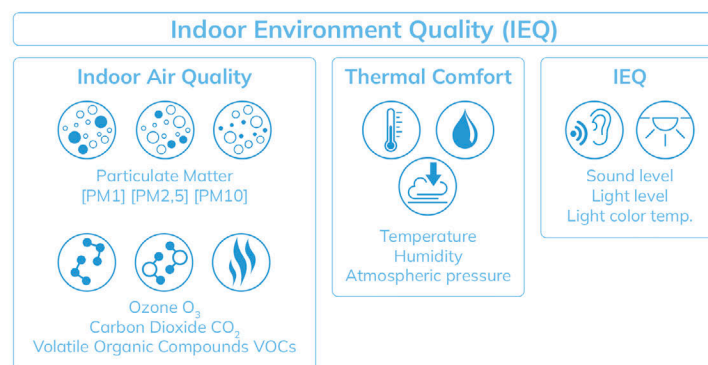 Indoor Environment Quality (IEQ)
Indoor Air Quality
Particulate Matter
[PM1] [PM2,5] [PM10]
Ozone O3
Carbon Dioxide CO2
Volatile Organic Compounds VOCs
Thermal Comfort
Temperature
Humidity
Atmospheric pressure
IEQ
Sound level
Light level
Light color temp.